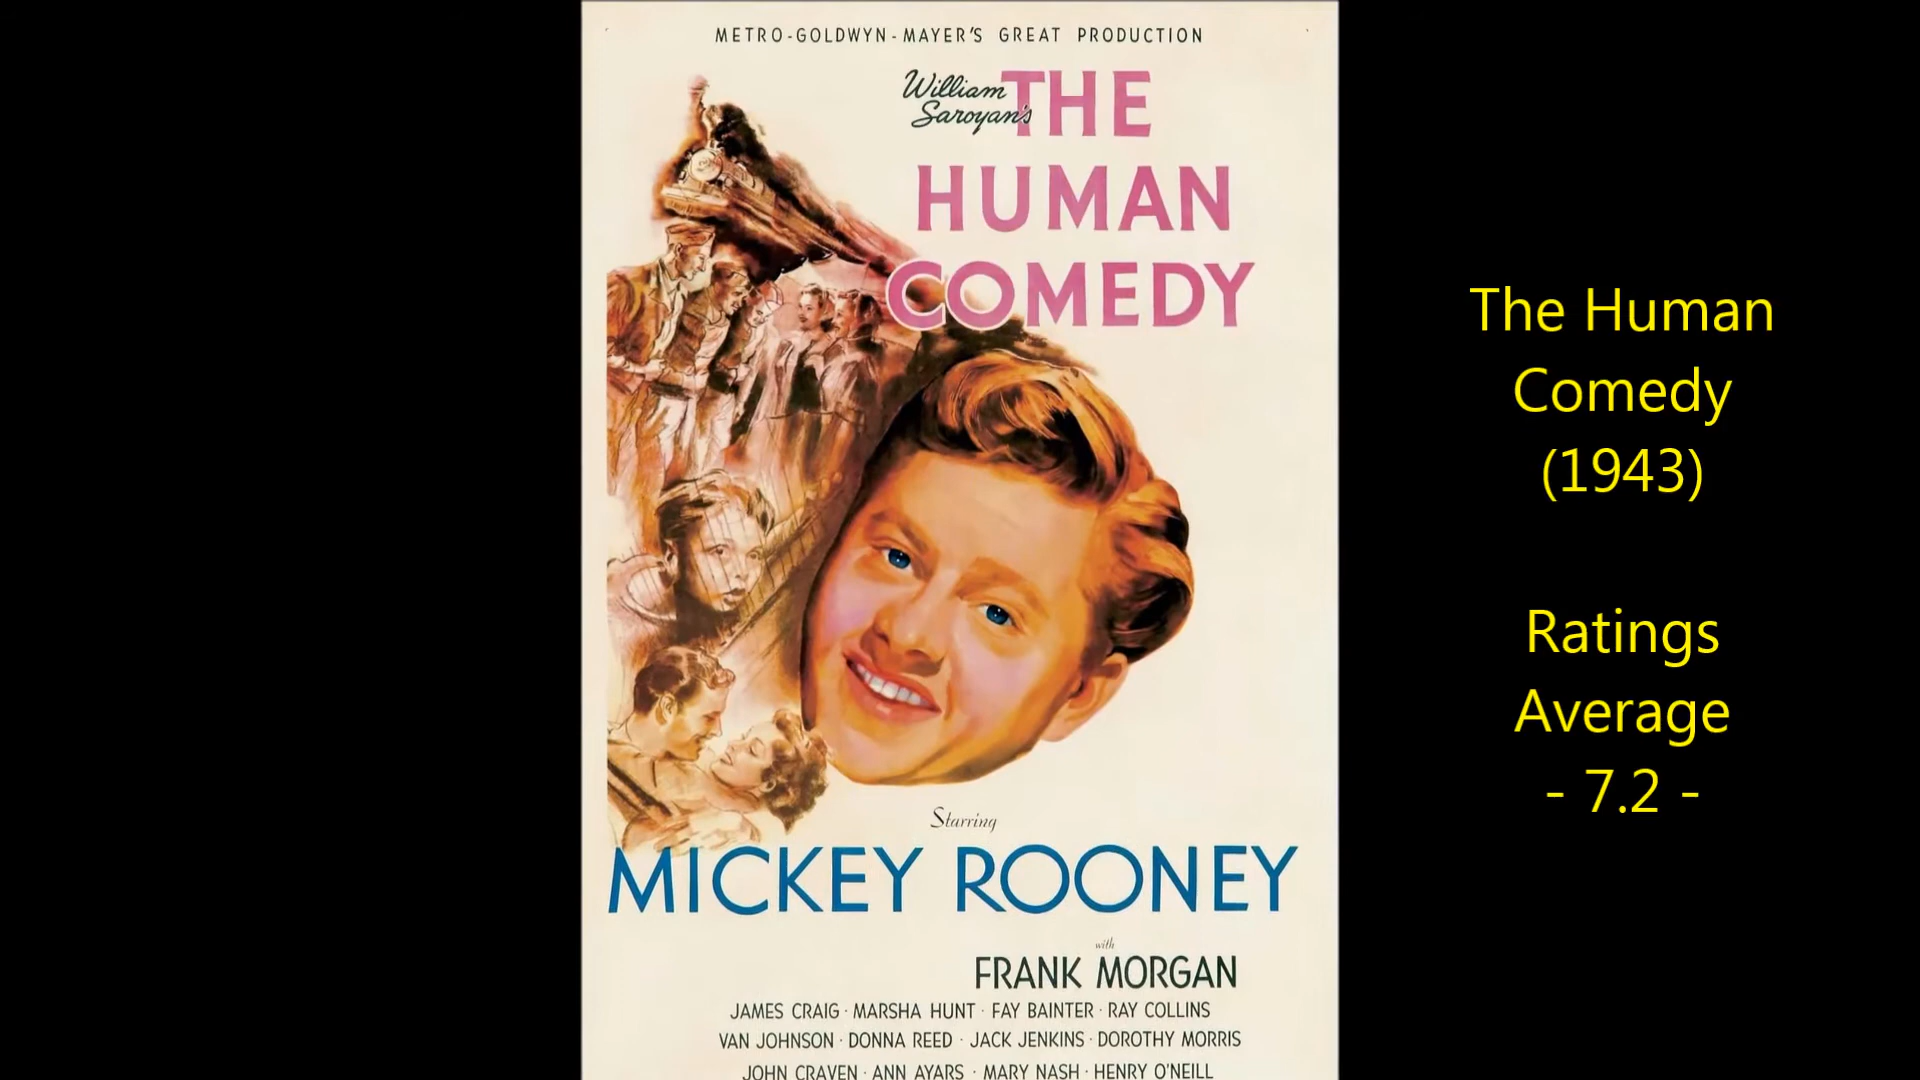 METRO-GOLDWYN-MAYER'S GREAT PRODUCTION
William
Saroyan's
THE
HUMAN
COMEDY
Starring
MICKEY ROONEY
with
FRANK MORGAN
JAMES CRAIG · MARSHA HUNT · FAY BAINTER · RAY COLLINS
VAN JOHNSON · DONNA REED · JACK JENKINS · DOROTHY MORRIS
JOHN CRAVEN · ANN AYARS · MARY NASH · HENRY O'NEILL
The Human
Comedy
(1943)
Ratings
Average
- 7.2 -